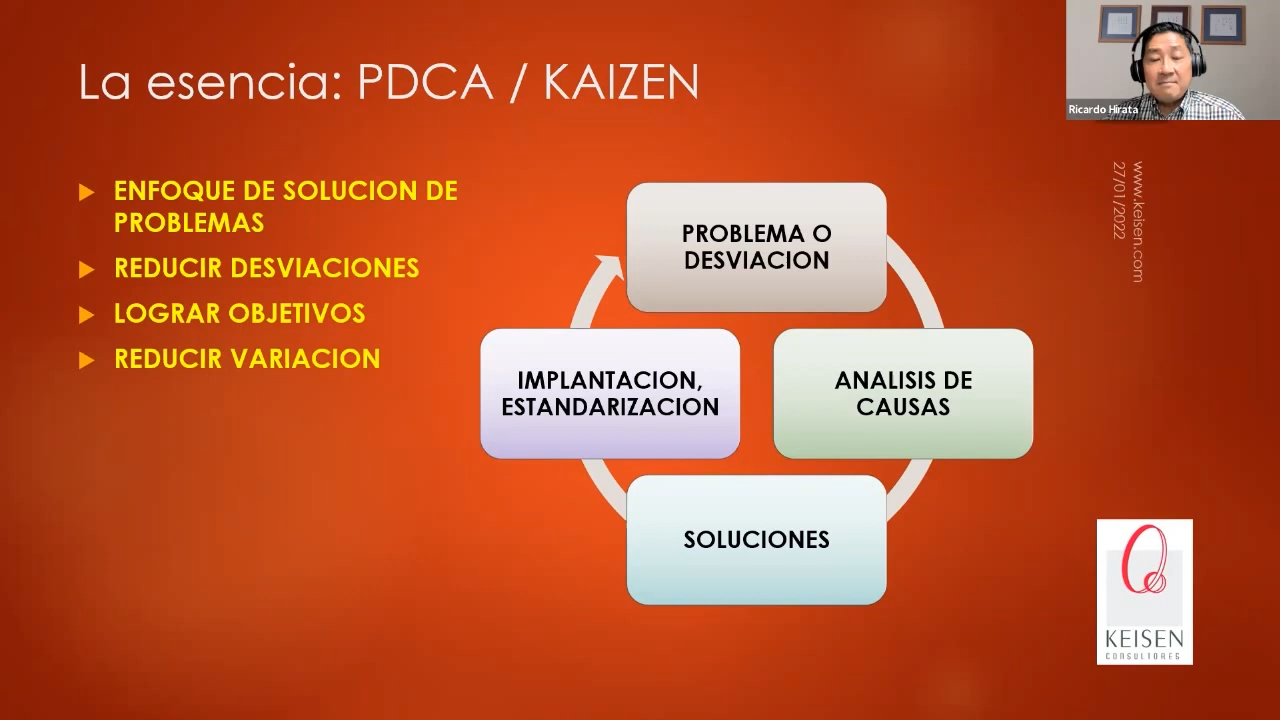 La esencia: PDCA / KAIZEN
Ricardo Hirata
ENFOQUE DE SOLUCION DE
PROBLEMAS
REDUCIR DESVIACIONES
LOGRAR OBJETIVOS
REDUCIR VARIACION
PROBLEMA O
DESVIACION
ANALISIS DE
CAUSAS
SOLUCIONES
IMPLANTACION,
ESTANDARIZACION
www.keisen.com
27/01/2022
KEISEN
CONSULTORES